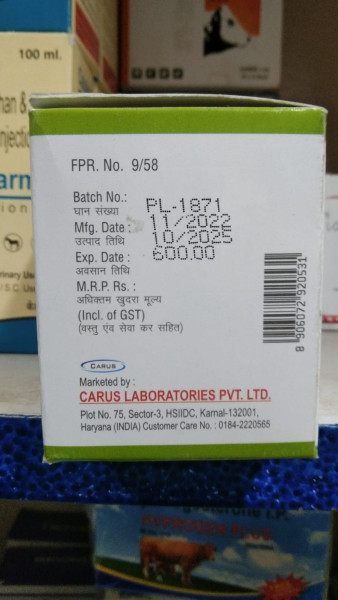 100 ml.
FPR. No. 9/58
Batch No.: PL-1871
घान संख्या
Mfg. Date : 11/2022
उत्पाद तिथि
Exp. Date : 10/2025
अवसान तिथि
M.R.P. Rs : 600.00
अधिकतम खुदरा मूल्य
(Incl. of GST)
(वस्तु एंव सेवा कर सहित)
8 906072 920531
CARUS
Marketed by :
CARUS LABORATORIES PVT. LTD.
Plot No. 75, Sector-3, HSIIDC, Karnal-132001,
Haryana (INDIA) Customer Care No. : 0184-2220565